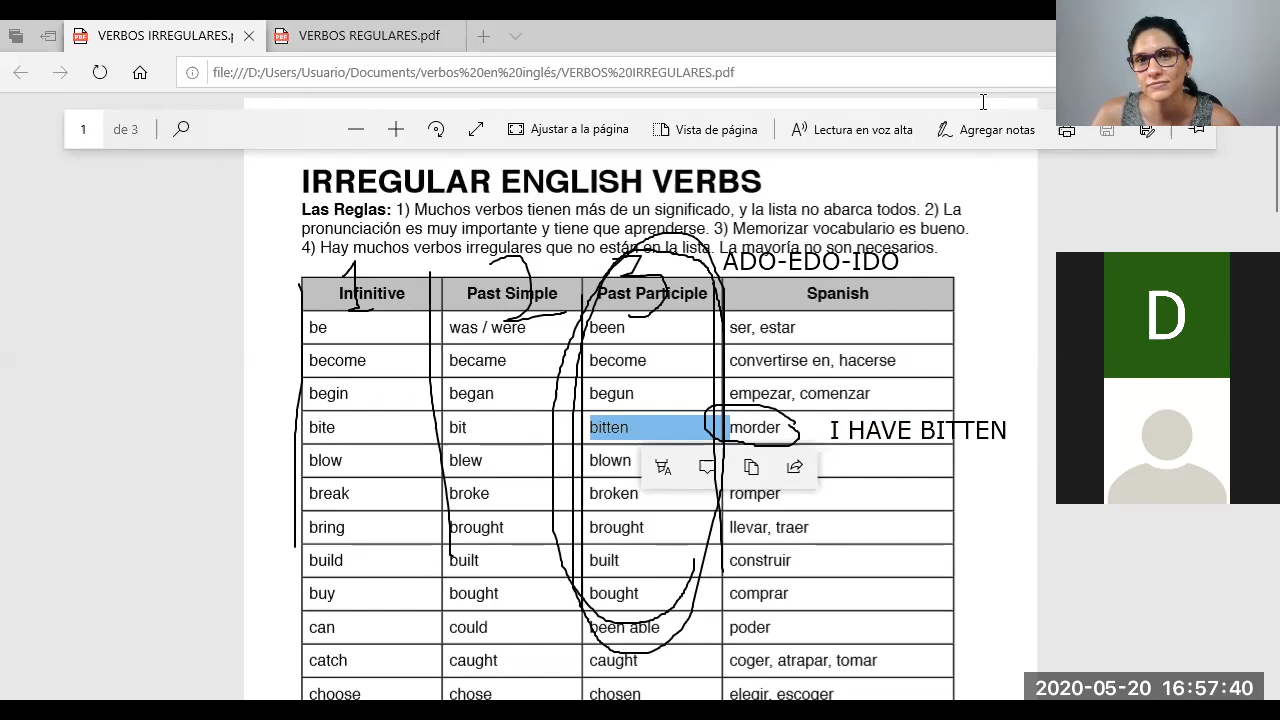 VERBOS IRREGULARES.p
VERBOS REGULARES.pdf
file:///D:/Users/Usuario/Documents/verbos%20en%20inglés/VERBOS%20IRREGULARES.pdf
1 de 3 Ajustar a la página Vista de página Lectura en voz alta Agregar notas
IRREGULAR ENGLISH VERBS
Las Reglas: 1) Muchos verbos tienen más de un significado, y la lista no abarca todos. 2) La
pronunciación es muy importante y tiene que aprenderse. 3) Memorizar vocabulario es bueno.
4) Hay muchos verbos irregulares que no están en la lista. La mayoría no son necesarios.
1 2 3 ADO-EDO-IDO
Infinitive Past Simple Past Participle Spanish
be was / were been ser, estar
become became become convertirse en, hacerse
begin began begun empezar, comenzar
bite bit bitten morder I HAVE BITTEN
blow blew blown
break broke broken romper
bring brought brought llevar, traer
build built built construir
buy bought bought comprar
can could been able poder
catch caught caught coger, atrapar, tomar
choose chose chosen elegir, escoger
D
2020-05-20 16:57:40